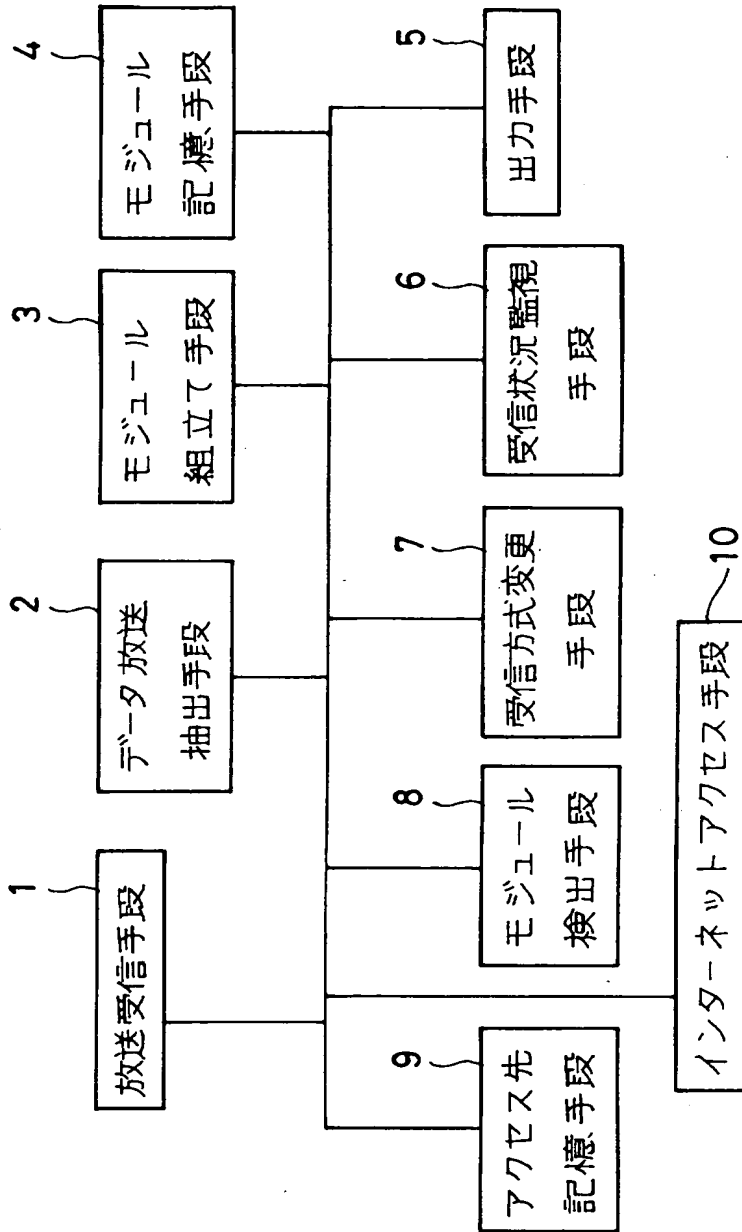 1
放送受信手段
2
データ放送
抽出手段
3
モジュール
組立て手段
4
モジュール
記憶手段
9
アクセス先
記憶手段
8
モジュール
検出手段
7
受信方式変更
手段
6
受信状況監視
手段
5
出力手段
10
インターネットアクセス手段